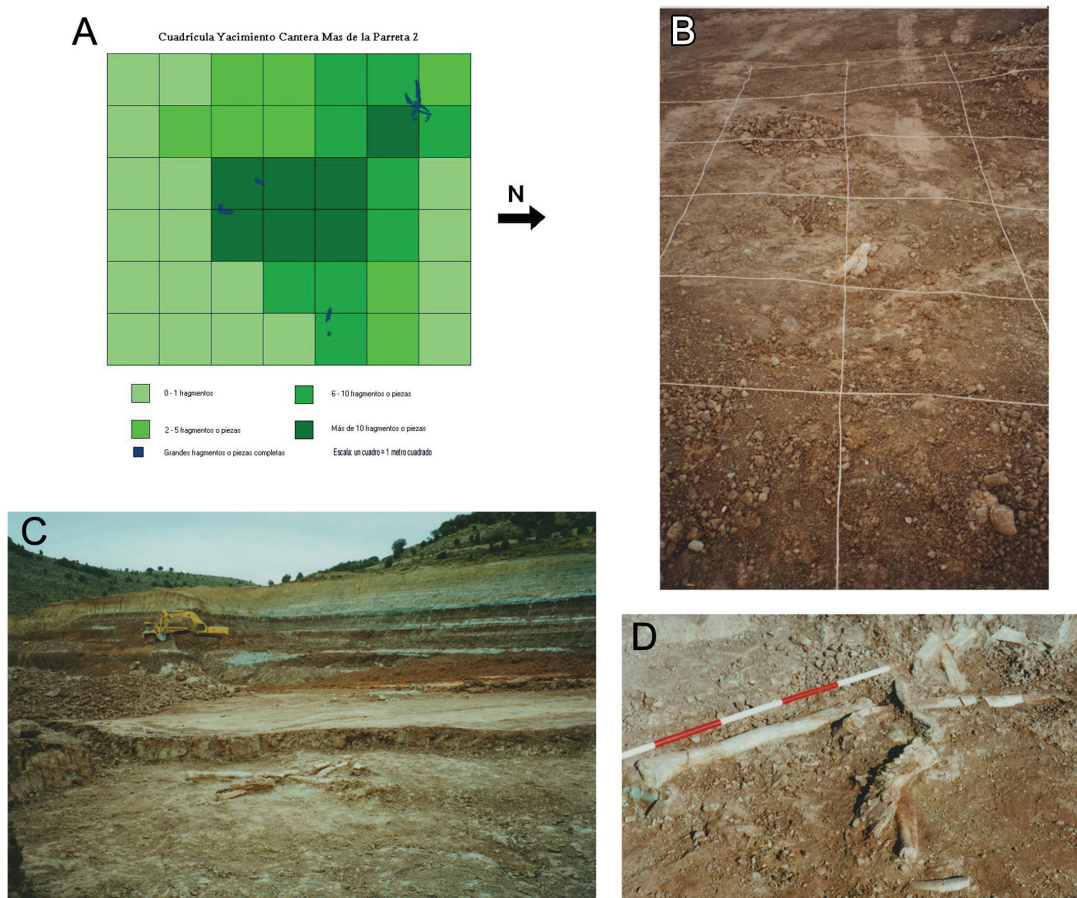 A
Cuadrícula Yacimiento Cantera Mas de la Parreta 2
N
0 - 1 fragmentos
6 - 10 fragmentos o piezas
2 - 5 fragmentos o piezas
Más de 10 fragmentos o piezas
Grandes fragmentos o piezas completas
Escala: un cuadro = 1 metro cuadrado
B
C
D